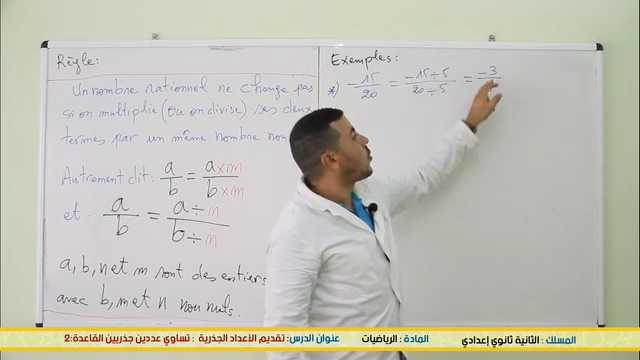 Règle:
Un nombre rationnel ne change pas
si on multiplie (ou on divise) ses deux
termes par un même nombre non
Autrement dit: a/b = a×m/b×m
et: a/b = a÷n/b÷n
a, b, n et m sont des entiers
avec b, m et n non nuls.
Exemples:
*) -15/20 = -15÷5/20÷5 = -3/
المسلك : الثانية ثانوي إعدادي / المادة : الرياضيات / عنوان الدرس: تقديم الأعداد الجذرية : تساوي عددين جذريين القاعدة:2